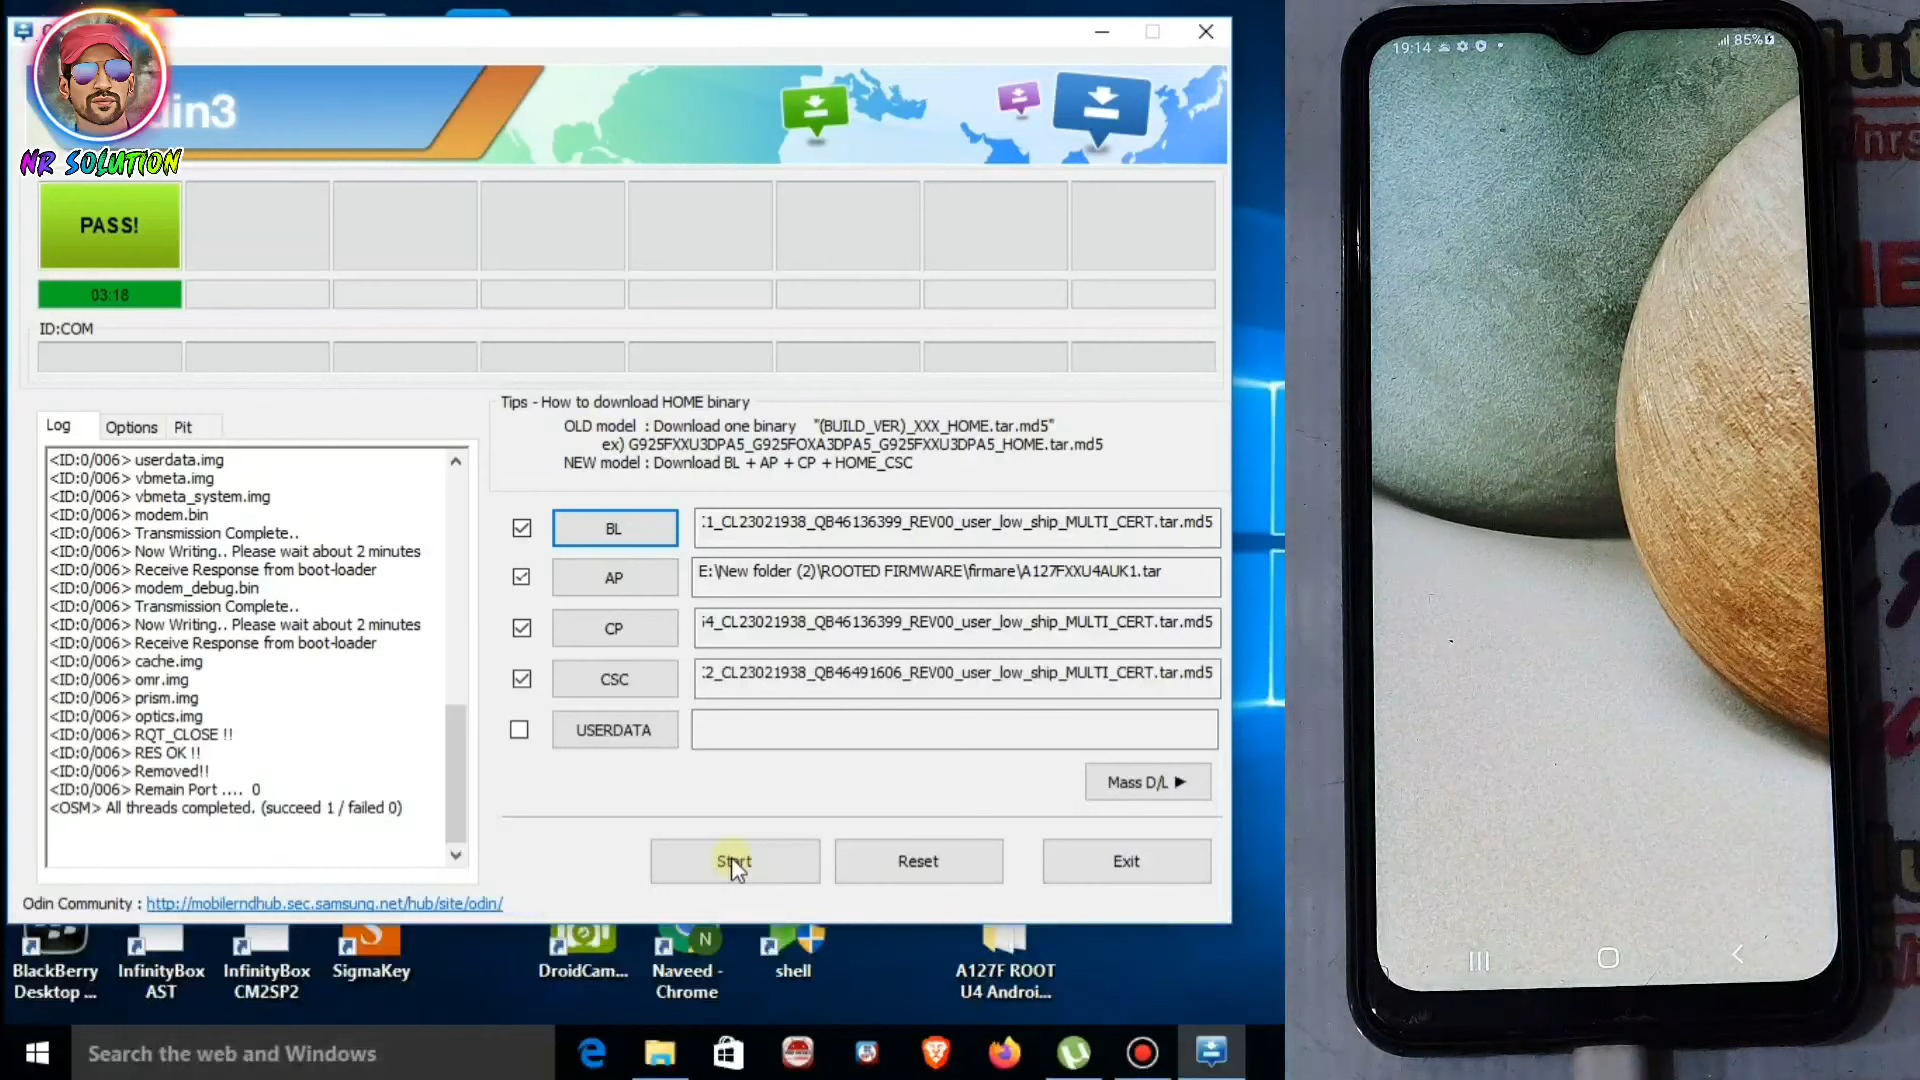 din3
NR SOLUTION
PASS!
03:18
ID:COM
Log
Options
Pit
<ID:0/006> userdata.img
<ID:0/006> vbmeta.img
<ID:0/006> vbmeta_system.img
<ID:0/006> modem.bin
<ID:0/006> Transmission Complete..
<ID:0/006> Now Writing.. Please wait about 2 minutes
<ID:0/006> Receive Response from boot-loader
<ID:0/006> modem_debug.bin
<ID:0/006> Transmission Complete..
<ID:0/006> Now Writing.. Please wait about 2 minutes
<ID:0/006> Receive Response from boot-loader
<ID:0/006> cache.img
<ID:0/006> omr.img
<ID:0/006> prism.img
<ID:0/006> optics.img
<ID:0/006> RQT_CLOSE !!
<ID:0/006> RES OK !!
<ID:0/006> Removed!!
<ID:0/006> Remain Port .... 0
<OSM> All threads completed. (succeed 1 / failed 0)
Tips - How to download HOME binary
OLD model : Download one binary "(BUILD_VER)_XXX_HOME.tar.md5"
ex) G925FXXU3DPA5_G925FOXA3DPA5_G925FXXU3DPA5_HOME.tar.md5
NEW model : Download BL + AP + CP + HOME_CSC
BL
1_CL23021938_QB46136399_REV00_user_low_ship_MULTI_CERT.tar.md5
AP
E:\New folder (2)\ROOTED FIRMWARE\firmare\A127FXXU4AUK1.tar
CP
4_CL23021938_QB46136399_REV00_user_low_ship_MULTI_CERT.tar.md5
CSC
2_CL23021938_QB46491606_REV00_user_low_ship_MULTI_CERT.tar.md5
USERDATA
Mass D/L ▶
Start
Reset
Exit
Odin Community : http://mobilerndhub.sec.samsung.net/hub/site/odin/
BlackBerry
Desktop ...
InfinityBox
AST
InfinityBox
CM2SP2
SigmaKey
DroidCam...
Naveed -
Chrome
shell
A127F ROOT
U4 Androi...
Search the web and Windows
19:14
85%